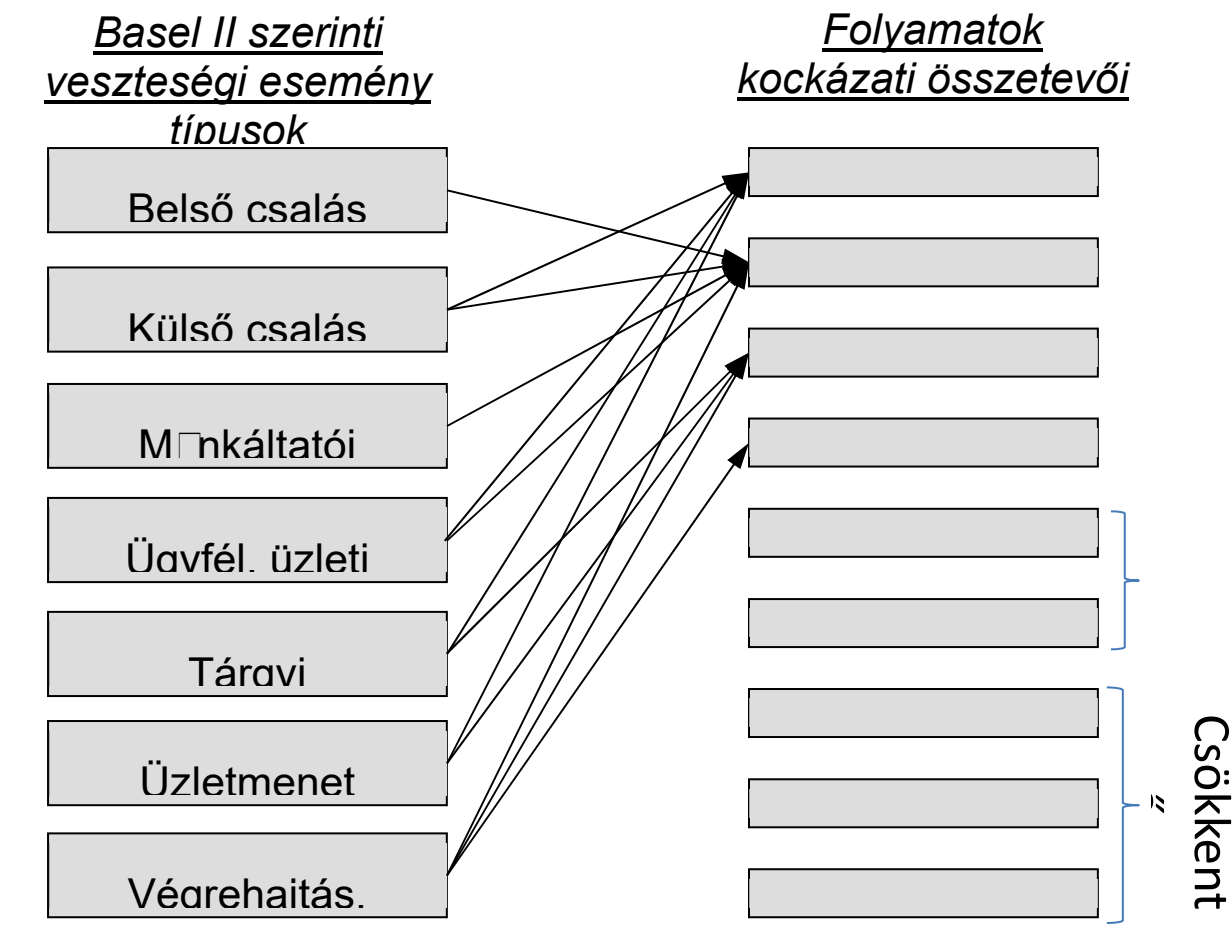 Basel II szerinti
veszteségi esemény
típusok
Folyamatok
kockázati összetevői
Belső csalás
Külső csalás
M□nkáltatói
Ügyfél, üzleti
Tárgyi
Üzletmenet
Végrehajtás,
Csökkent